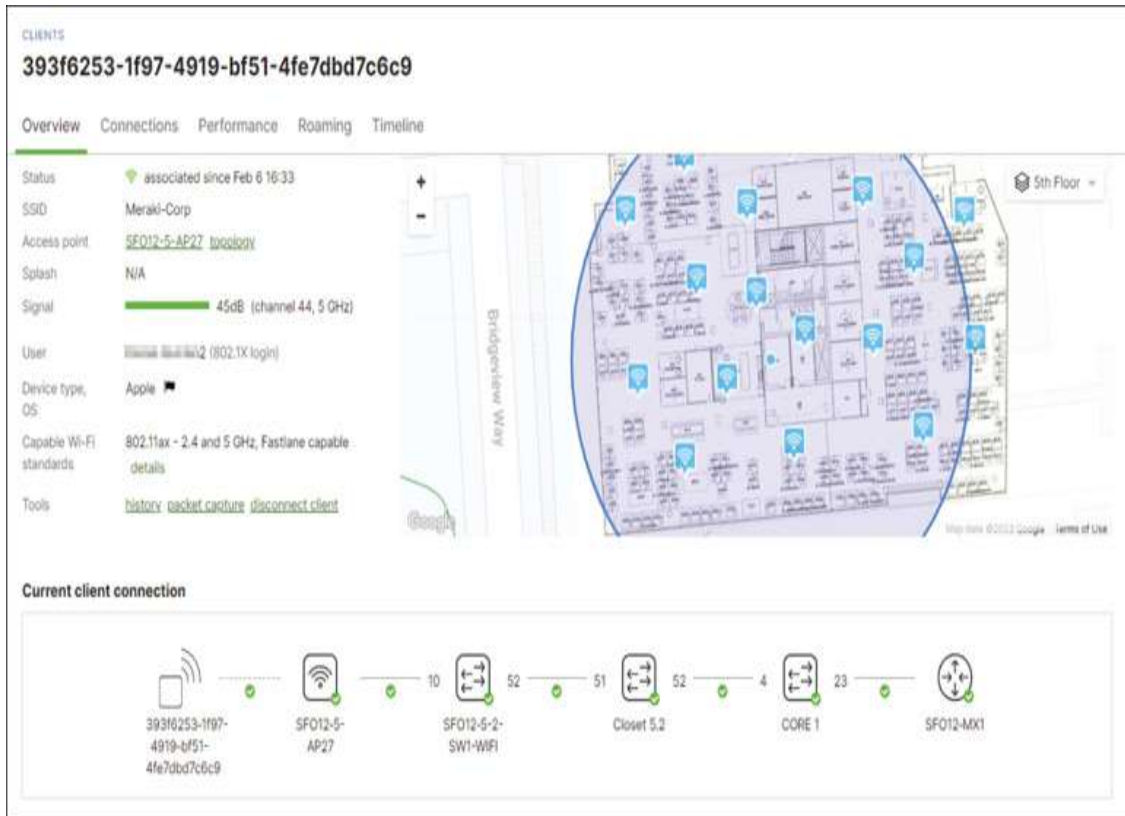 CLIENTS
393f6253-1f97-4919-bf51-4fe7dbd7c6c9
Overview Connections Performance Roaming Timeline
Status associated since Feb 6 16:33
SSID Meraki-Corp
Access point SFO12-5-AP27 topology
Splash N/A
Signal 45dB (channel 44, 5 GHz)
User 2 (802.1X login)
Device type, OS Apple
Capable Wi-Fi standards 802.11ax - 2.4 and 5 GHz, Fastlane capable
details
Tools history packet capture disconnect client
+
-
5th Floor
Bridgeview Way
Google
Map data ©2023 Google Terms of Use
Current client connection
10 52 51 52 4 23
393f6253-1f97-4919-bf51-4fe7dbd7c6c9
SFO12-5-AP27
SFO12-5-2-SW1-WIFI
Closet 5.2
CORE 1
SFO12-MX1